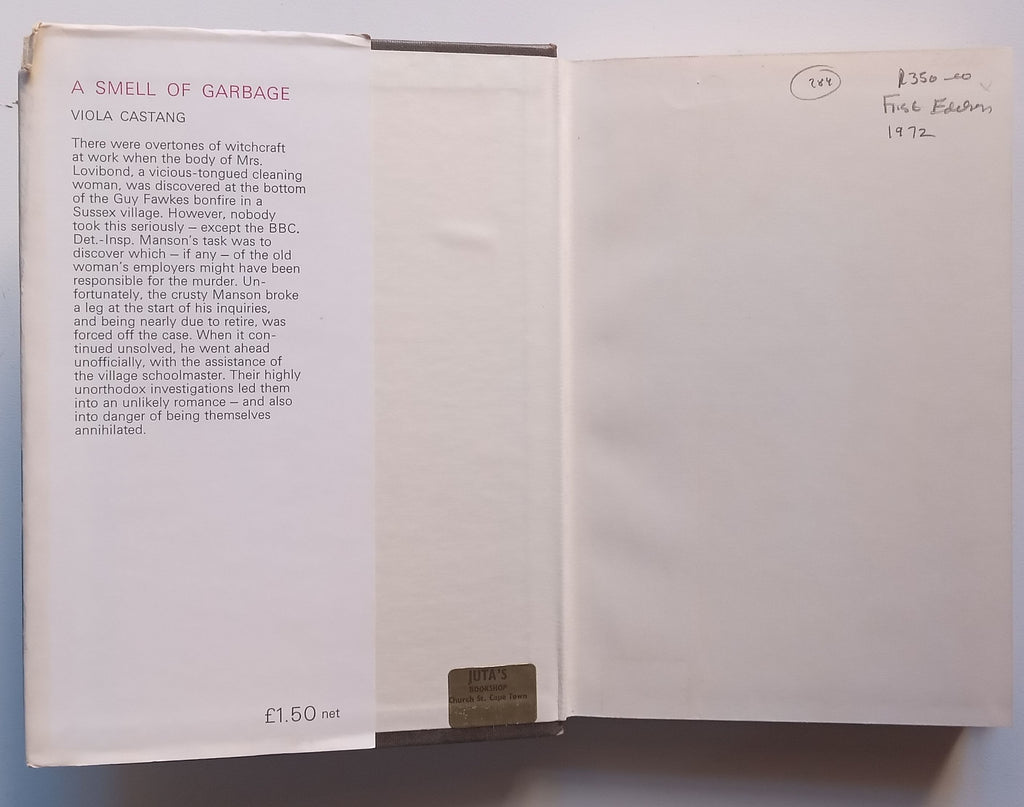 A SMELL OF GARBAGE
VIOLA CASTANG
There were overtones of witchcraft
at work when the body of Mrs.
Lovibond, a vicious-tongued cleaning
woman, was discovered at the bottom
of the Guy Fawkes bonfire in a
Sussex village. However, nobody
took this seriously – except the BBC.
Det.-Insp. Manson's task was to
discover which – if any – of the old
woman's employers might have been
responsible for the murder. Un-
fortunately, the crusty Manson broke
a leg at the start of his inquiries,
and being nearly due to retire, was
forced off the case. When it con-
tinued unsolved, he went ahead
unofficially, with the assistance of
the village schoolmaster. Their highly
unorthodox investigations led them
into an unlikely romance – and also
into danger of being themselves
annihilated.
£1.50 net
JUTA'S
BOOKSHOP
Church St. Cape Town
R350-00
First Edition
1972